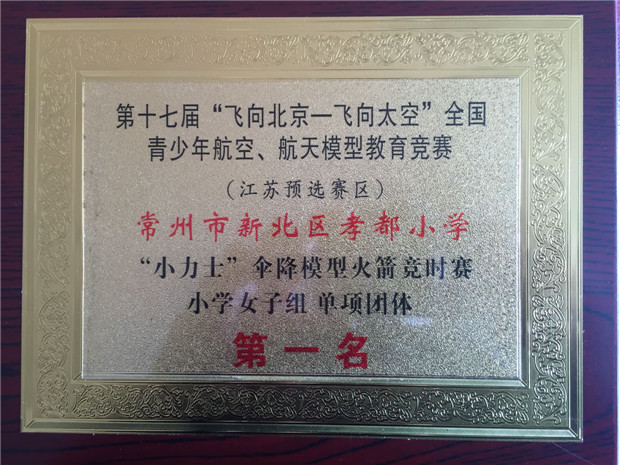 第十七届“飞向北京—飞向太空”全国
青少年航空、航天模型教育竞赛
（江苏预选赛区）
常州市新北区孝都小学
“小力士”伞降模型火箭竞时赛
小学女子组 单项团体
第一名